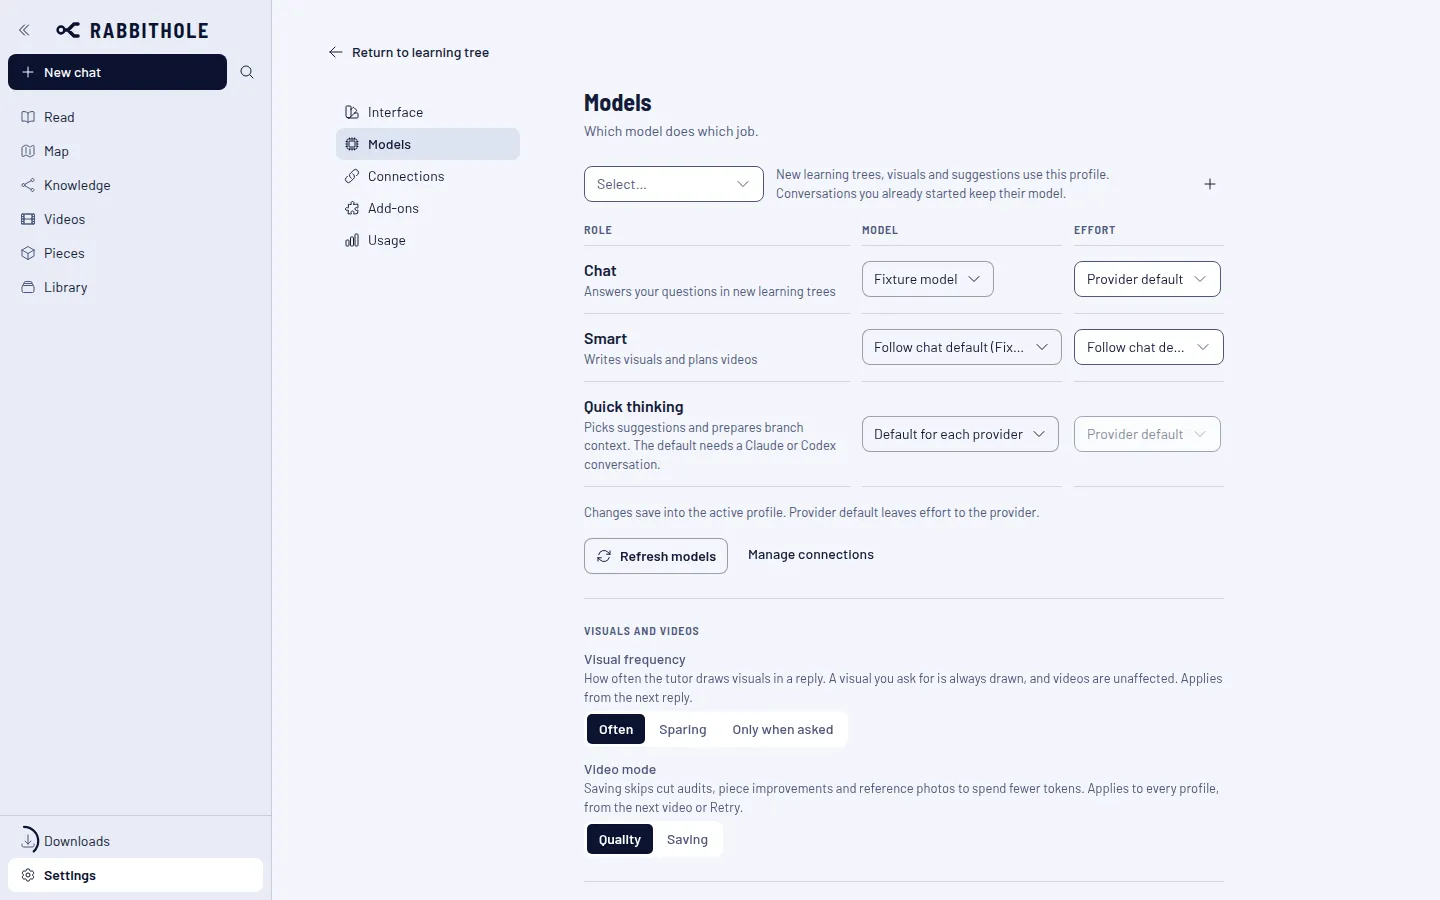 RABBITHOLE
New chat
Read
Map
Knowledge
Videos
Pieces
Library
Downloads
Settings
Return to learning tree
Interface
Models
Connections
Add-ons
Usage
Models
Which model does which job.
Select...
New learning trees, visuals and suggestions use this profile.
Conversations you already started keep their model.
ROLE MODEL EFFORT
Chat
Answers your questions in new learning trees
Fixture model
Provider default
Smart
Writes visuals and plans videos
Follow chat default (Fix...
Follow chat de...
Quick thinking
Picks suggestions and prepares branch
context. The default needs a Claude or Codex
conversation.
Default for each provider
Provider default
Changes save into the active profile. Provider default leaves effort to the provider.
Refresh models
Manage connections
VISUALS AND VIDEOS
Visual frequency
How often the tutor draws visuals in a reply. A visual you ask for is always drawn, and videos are unaffected. Applies
from the next reply.
Often Sparing Only when asked
Video mode
Saving skips cut audits, piece improvements and reference photos to spend fewer tokens. Applies to every profile,
from the next video or Retry.
Quality Saving